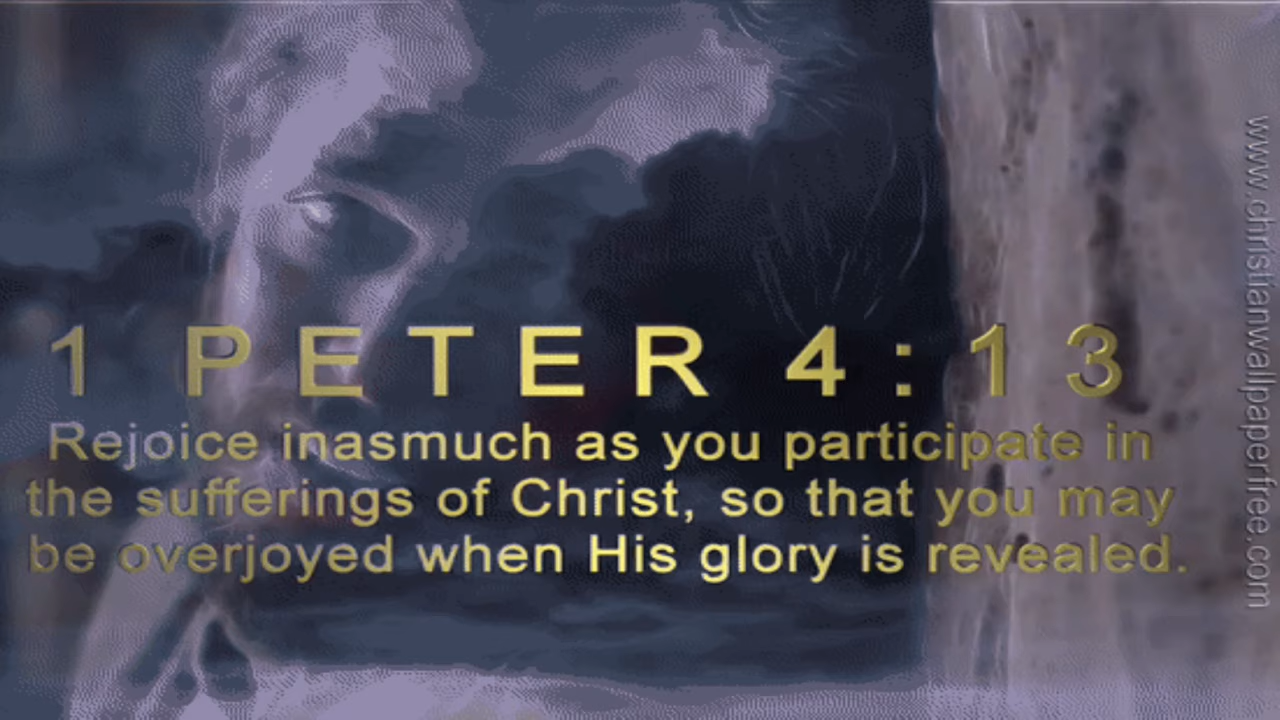 1 PETER 4:13
Rejoice inasmuch as you participate in
the sufferings of Christ, so that you may
be overjoyed when His glory is revealed.
www.christianwallpaperfree.com